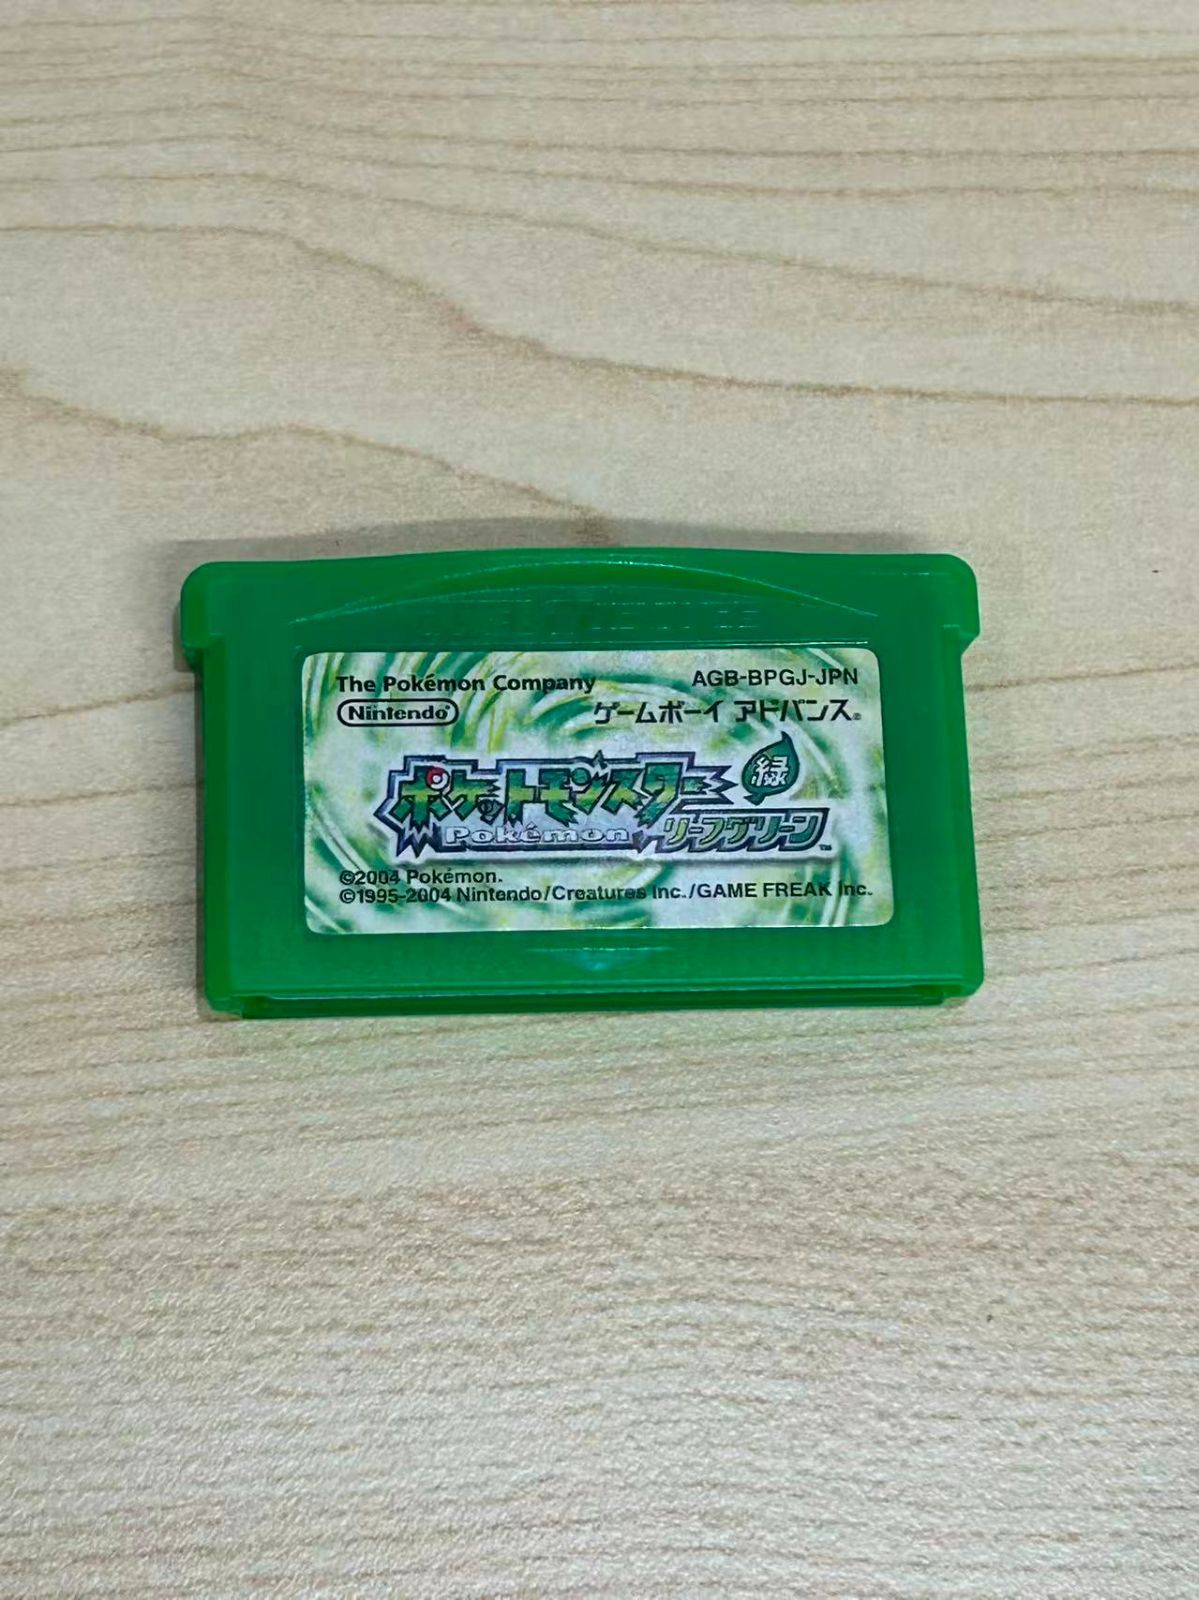 The Pokémon Company
AGB-BPGJ-JPN
Nintendo®
ゲームボーイ アドバンス®
ポケットモンスター 緑
Pokémon リーフグリーン™
©2004 Pokémon.
©1995-2004 Nintendo/Creatures Inc./GAME FREAK Inc.